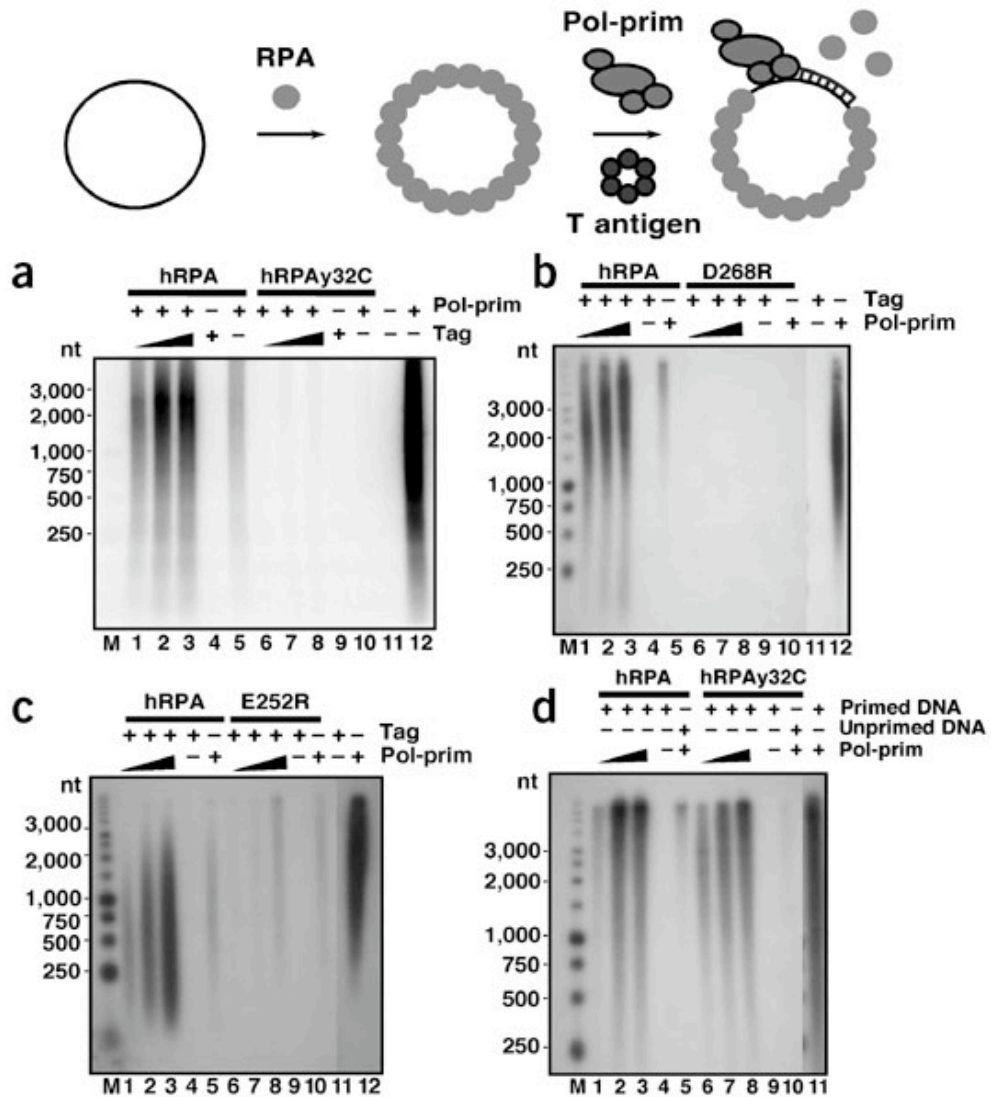 Pol-prim
RPA
T antigen
a
hRPA hRPAy32C
+ + + - + + + + - + - + Pol-prim
+ - + - - - Tag
nt
3,000
2,000
1,000
750
500
250
M 1 2 3 4 5 6 7 8 9 10 11 12
b
hRPA D268R
+ + + + - + + + + - + - Tag
- + - + - + Pol-prim
nt
3,000
2,000
1,000
750
500
250
M 1 2 3 4 5 6 7 8 9 10 11 12
c
hRPA E252R
+ + + + - + + + + - + - Tag
- + - + - + Pol-prim
nt
3,000
2,000
1,000
750
500
250
M 1 2 3 4 5 6 7 8 9 10 11 12
d
hRPA hRPAy32C
+ + + + - + + + + - + Primed DNA
- - - - + - - - - + - Unprimed DNA
- + - + + Pol-prim
nt
3,000
2,000
1,000
750
500
250
M 1 2 3 4 5 6 7 8 9 10 11